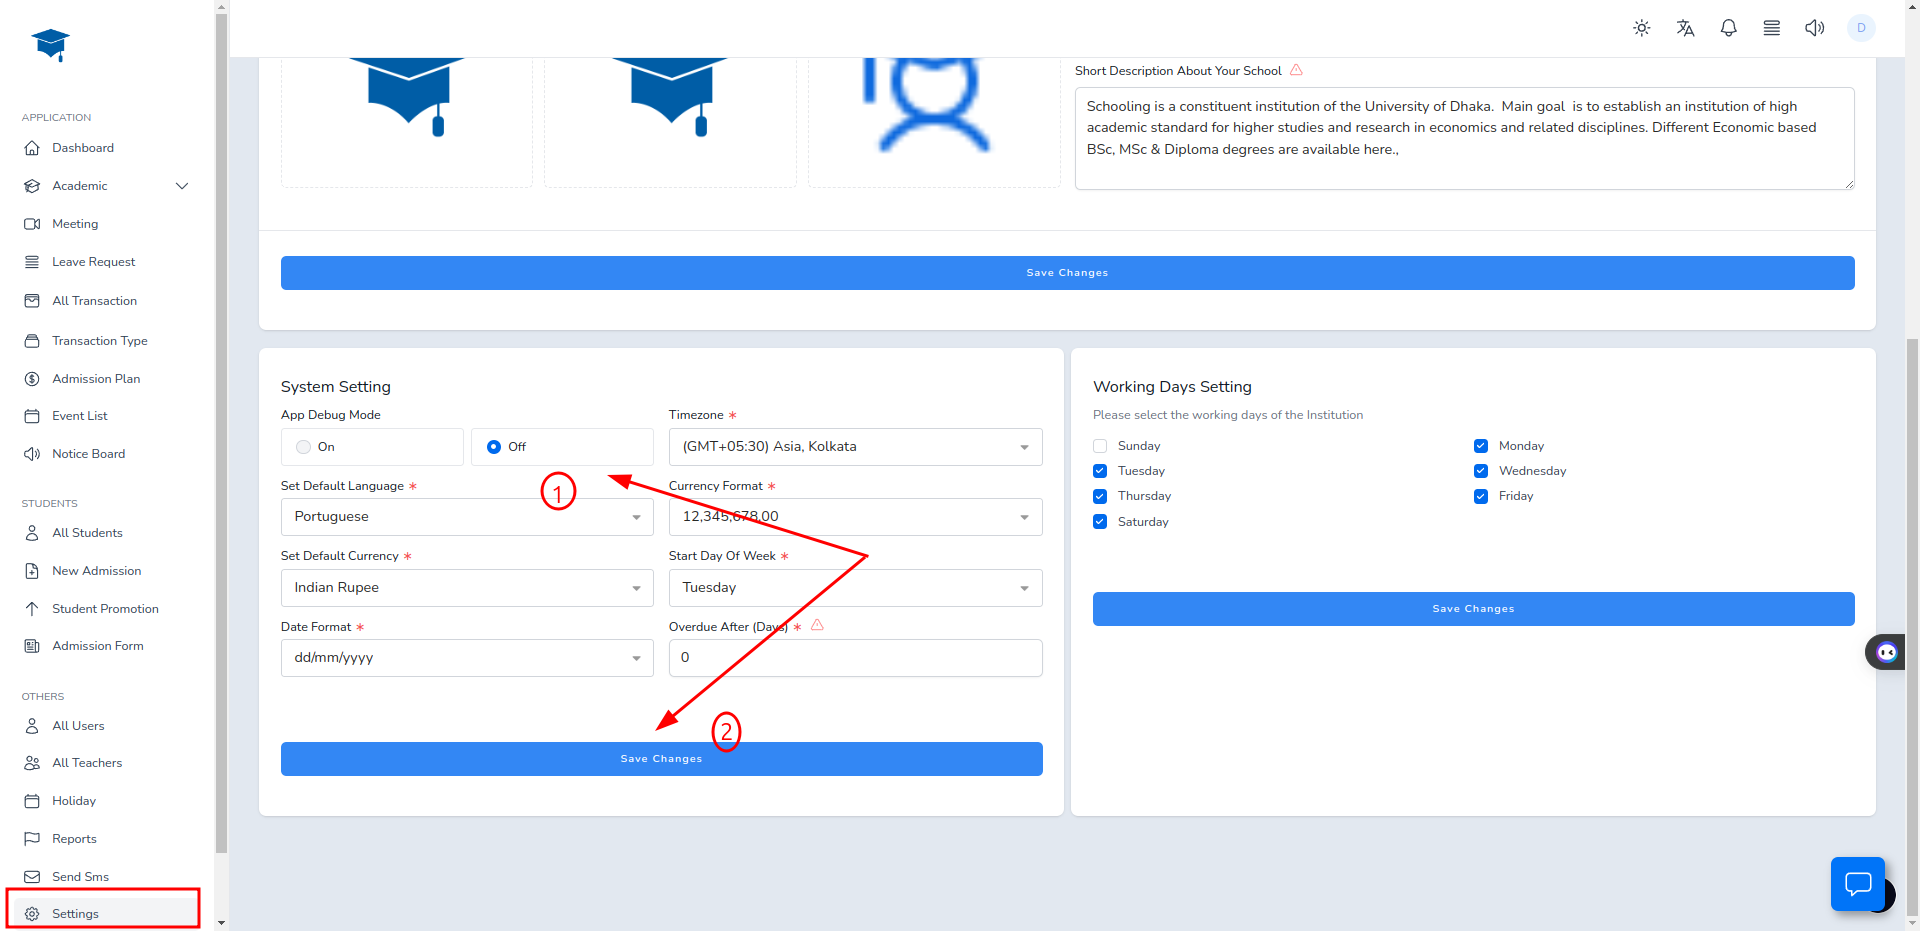 D
APPLICATION
Dashboard
Academic
Meeting
Leave Request
All Transaction
Transaction Type
Admission Plan
Event List
Notice Board
STUDENTS
All Students
New Admission
Student Promotion
Admission Form
OTHERS
All Users
All Teachers
Holiday
Reports
Send Sms
Settings
Short Description About Your School
Schooling is a constituent institution of the University of Dhaka.  Main goal  is to establish an institution of high
academic standard for higher studies and research in economics and related disciplines. Different Economic based
BSc, MSc & Diploma degrees are available here.,
Save Changes
System Setting
App Debug Mode
On
Off
Timezone *
(GMT+05:30) Asia, Kolkata
1
Set Default Language *
Portuguese
Currency Format *
12,345,678,00
Set Default Currency *
Indian Rupee
Start Day Of Week *
Tuesday
Date Format *
dd/mm/yyyy
Overdue After (Days) *
0
2
Save Changes
Working Days Setting
Please select the working days of the Institution
Sunday
Monday
Tuesday
Wednesday
Thursday
Friday
Saturday
Save Changes